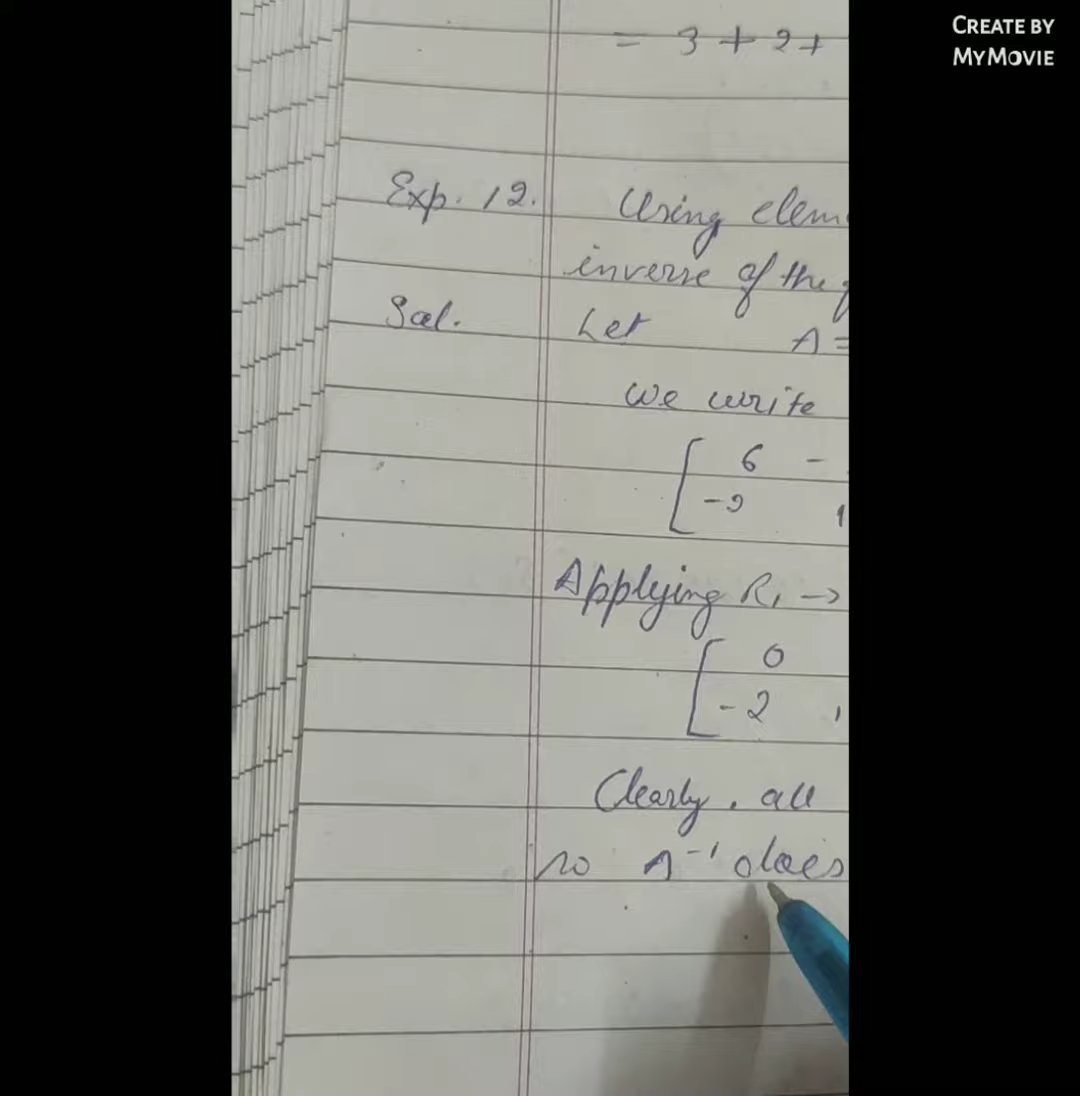 CREATE BY
MYMOVIE
= 3 + 2 +
Exp. 12. Using elem
inverse of the
Sol. Let A =
We write
6 -
-2 1
Applying R1 →
0
-2
Clearly, all
so A⁻¹ does